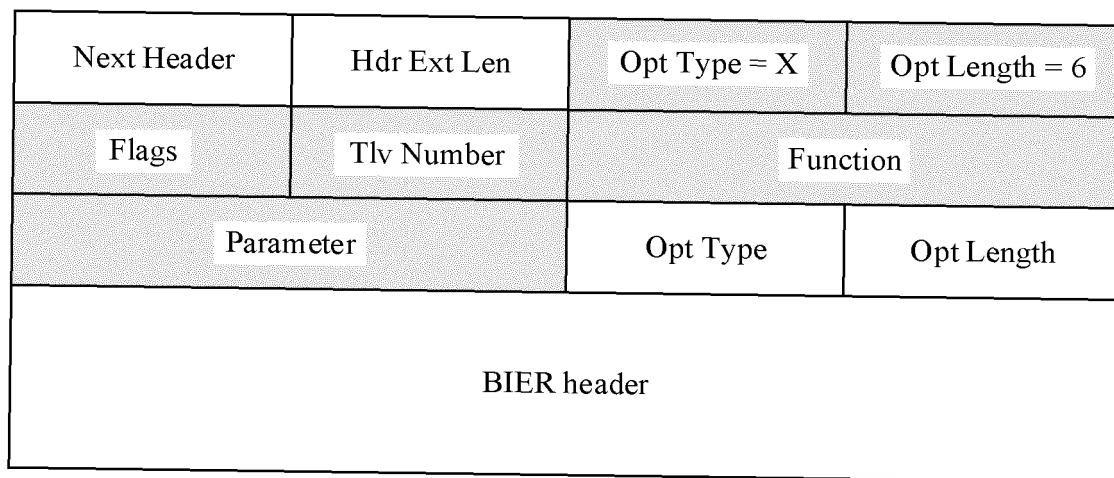 Next Header Hdr Ext Len Opt Type = X Opt Length = 6
Flags Tlv Number Function
Parameter Opt Type Opt Length
BIER header